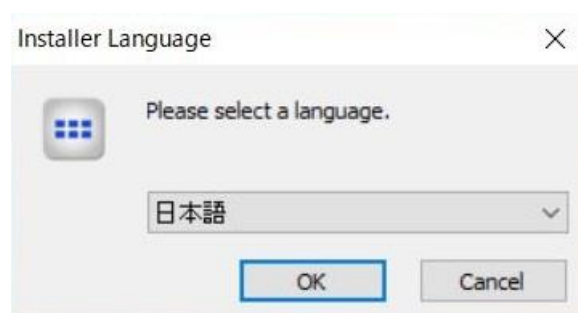 Installer Language
Please select a language.
日本語
OK
Cancel